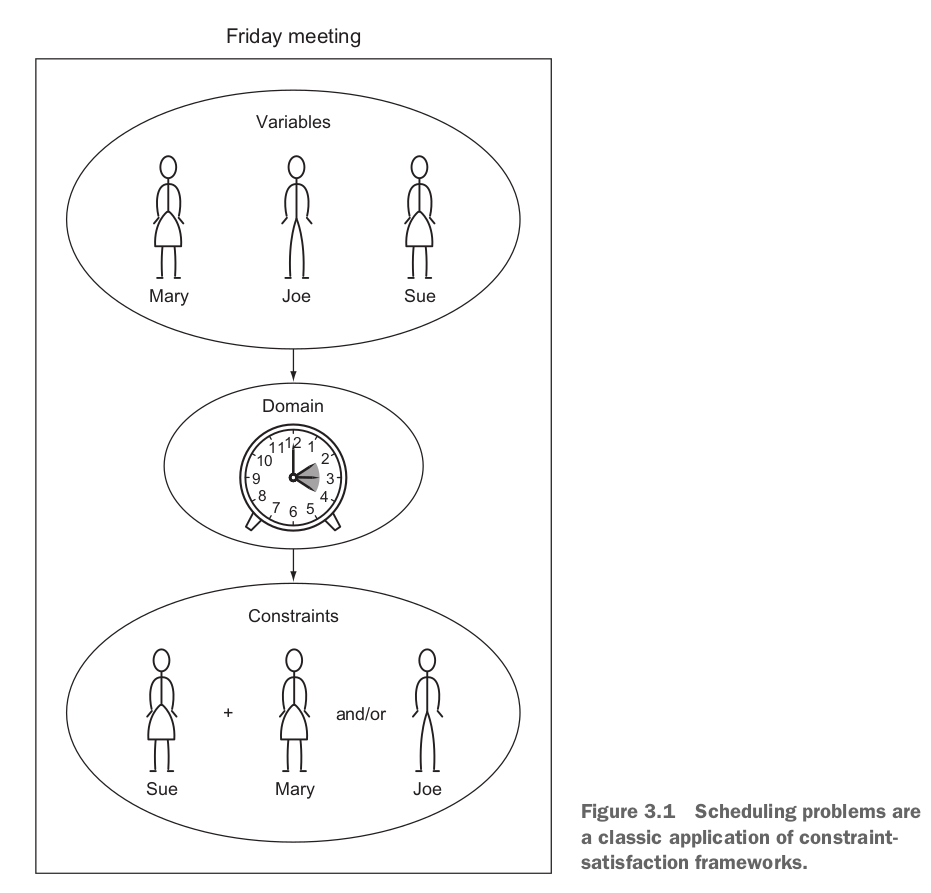 Friday meeting
Variables
Mary Joe Sue
Domain
12
11 1
10 2
9 3
8 4
7 5
6
Constraints
+ and/or
Sue Mary Joe
Figure 3.1 Scheduling problems are
a classic application of constraint-
satisfaction frameworks.